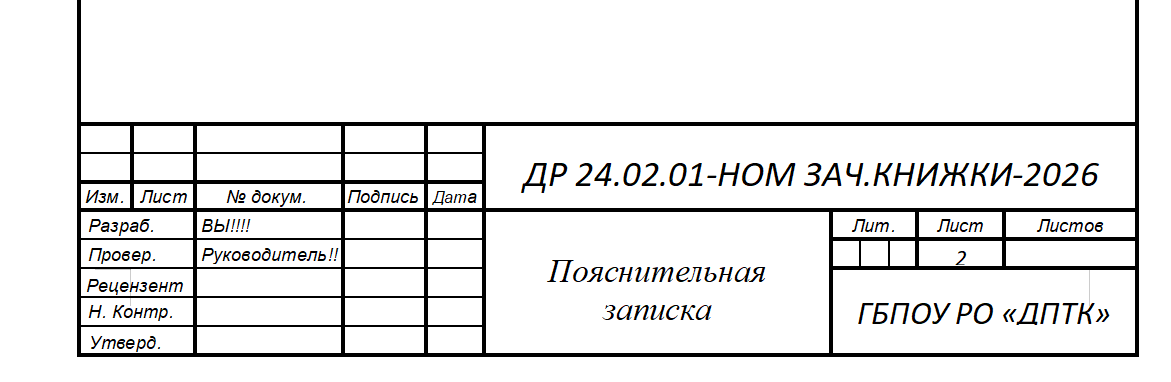 ДР 24.02.01-НОМ ЗАЧ.КНИЖКИ-2026
Изм. Лист № докум. Подпись Дата
Разраб. ВЫ!!!! Лит. Лист Листов
Провер. Руководитель!! 2
Пояснительная
Рецензент
записка ГБПОУ РО «ДПТК»
Н. Контр.
Утверд.